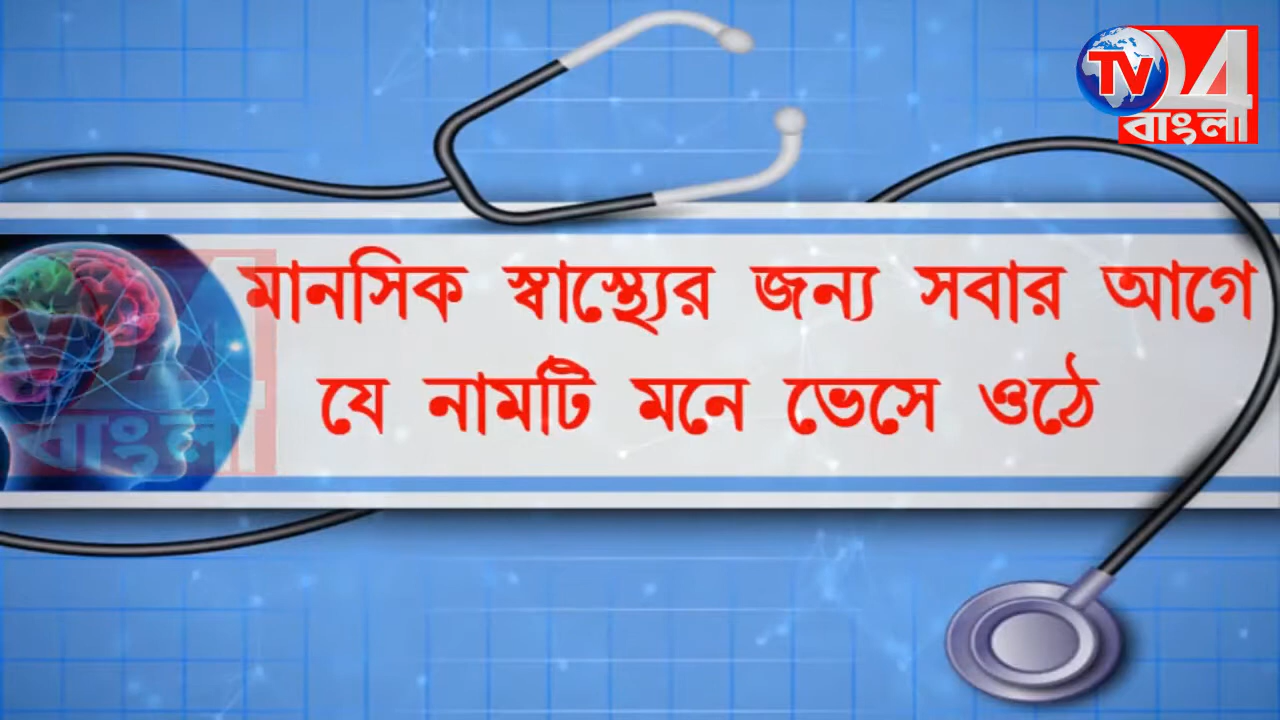 TV 24
বাংলা
মানসিক স্বাস্থ্যের জন্য সবার আগে
যে নামটি মনে ভেসে ওঠে
বাংলা